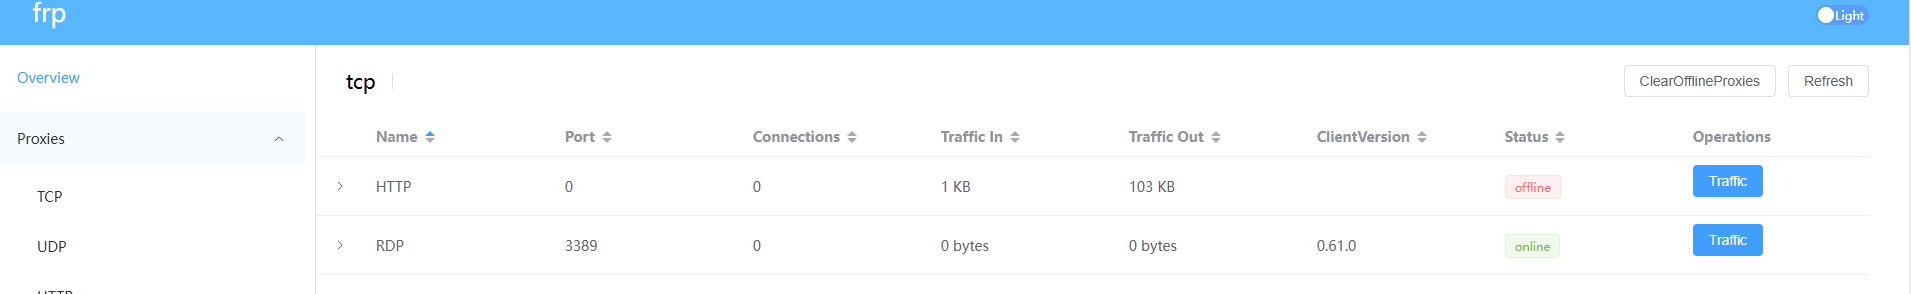 frp
Light
Overview
Proxies
TCP
UDP
HTTP
tcp
ClearOfflineProxies Refresh
Name Port Connections Traffic In Traffic Out ClientVersion Status Operations
HTTP 0 0 1 KB 103 KB offline Traffic
RDP 3389 0 0 bytes 0 bytes 0.61.0 online Traffic